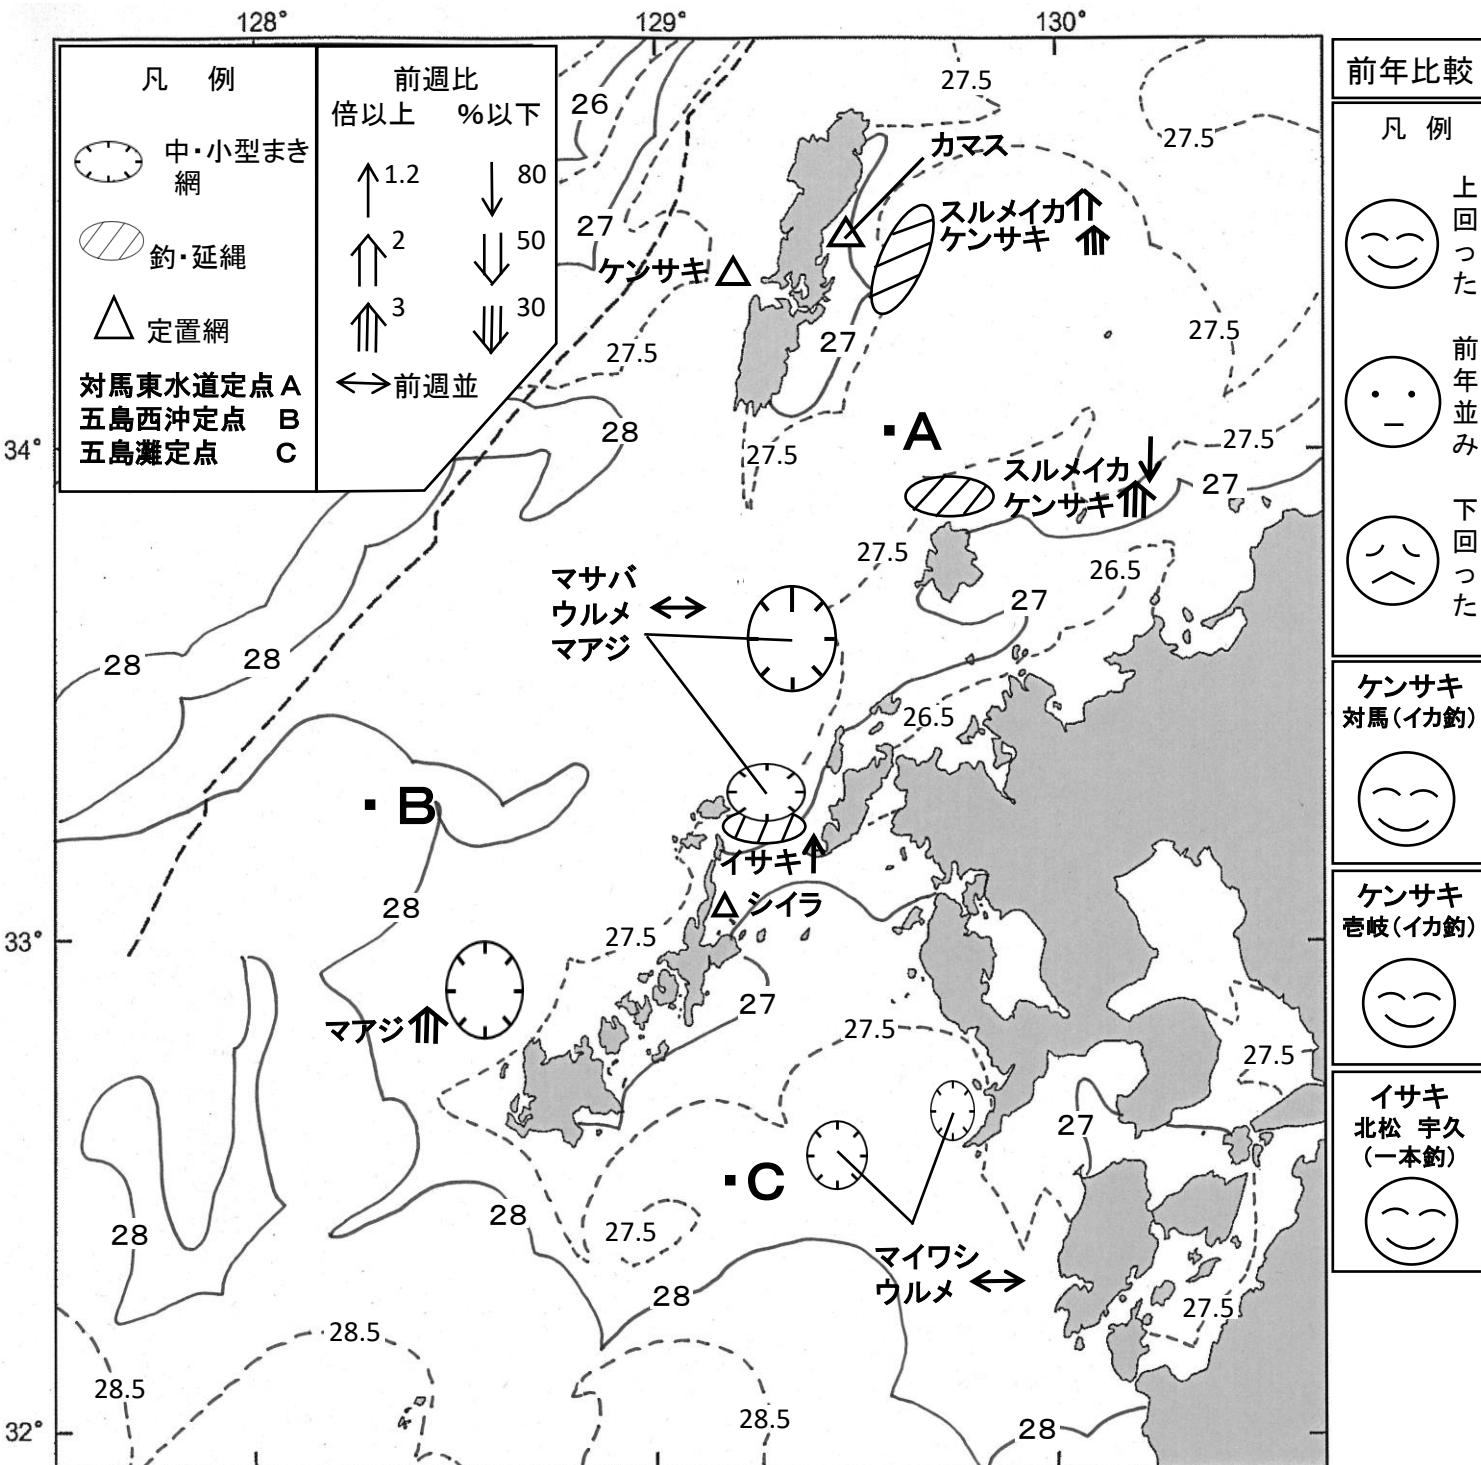 128°
129°
130°
凡 例
中・小型まき
網
釣・延縄
定置網
対馬東水道定点 A
五島西沖定点 B
五島灘定点 C
前週比
倍以上 %以下
1.2 80
2 50
3 30
前週並
前年比較
凡 例
上回った
前年並み
下回った
ケンサキ
対馬(イカ釣)
ケンサキ
壱岐(イカ釣)
イサキ
北松 宇久
(一本釣)
26
27.5
27.5
カマス
スルメイカ
ケンサキ
27
ケンサキ
27.5
27
27.5
28
A
34°
27.5
27.5
スルメイカ
ケンサキ
27
27.5
26.5
マサバ
ウルメ
マアジ
27
28
28
26.5
B
イサキ
シイラ
28
33°
27.5
27
マアジ
27.5
27.5
27
C
28
28
27.5
マイワシ
ウルメ
28
27.5
28.5
28.5
28.5
28
32°